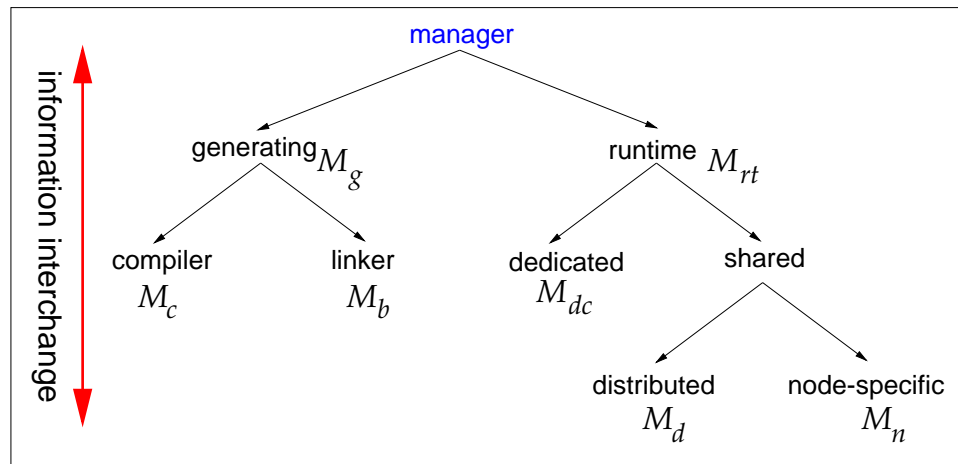 manager
information interchange
generating M_g
runtime M_rt
compiler
linker
dedicated
shared
M_c
M_b
M_dc
distributed
node-specific
M_d
M_n